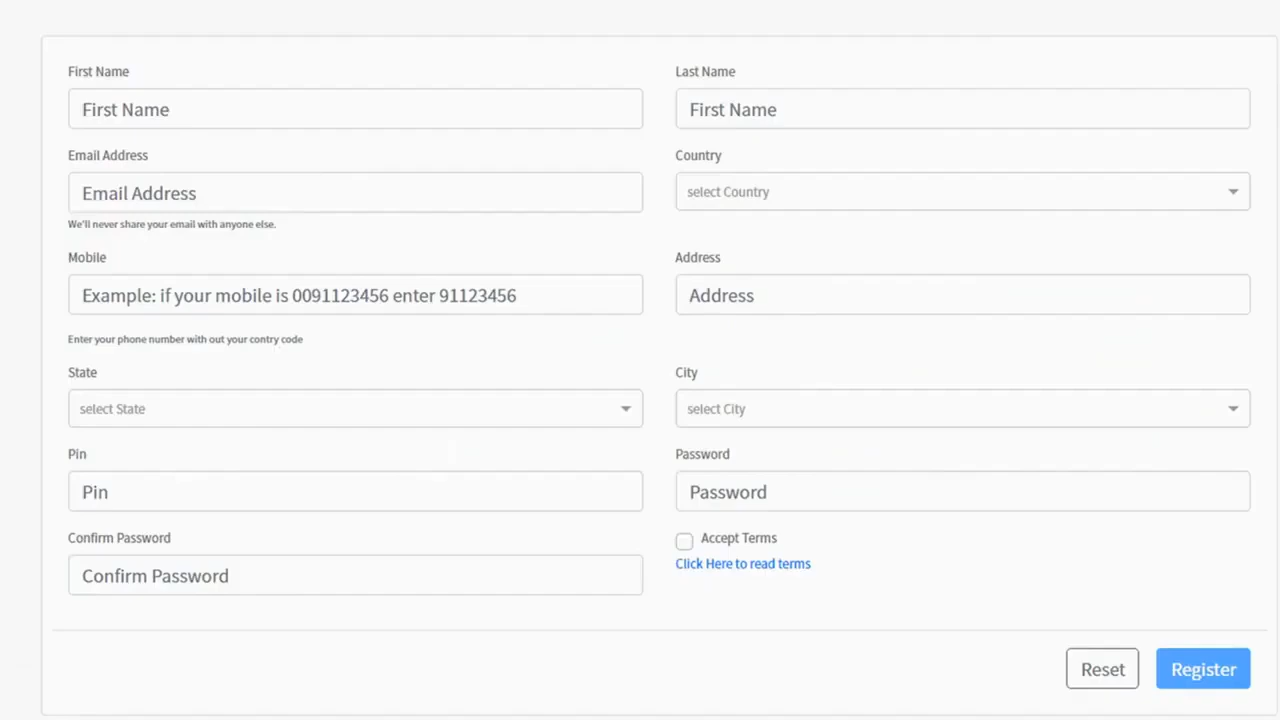 First Name
Last Name
First Name
First Name
Email Address
Country
Email Address
select Country
We'll never share your email with anyone else.
Mobile
Address
Example: if your mobile is 0091123456 enter 91123456
Address
Enter your phone number with out your contry code
State
City
select State
select City
Pin
Password
Pin
Password
Confirm Password
Accept Terms
Click Here to read terms
Confirm Password
Reset
Register